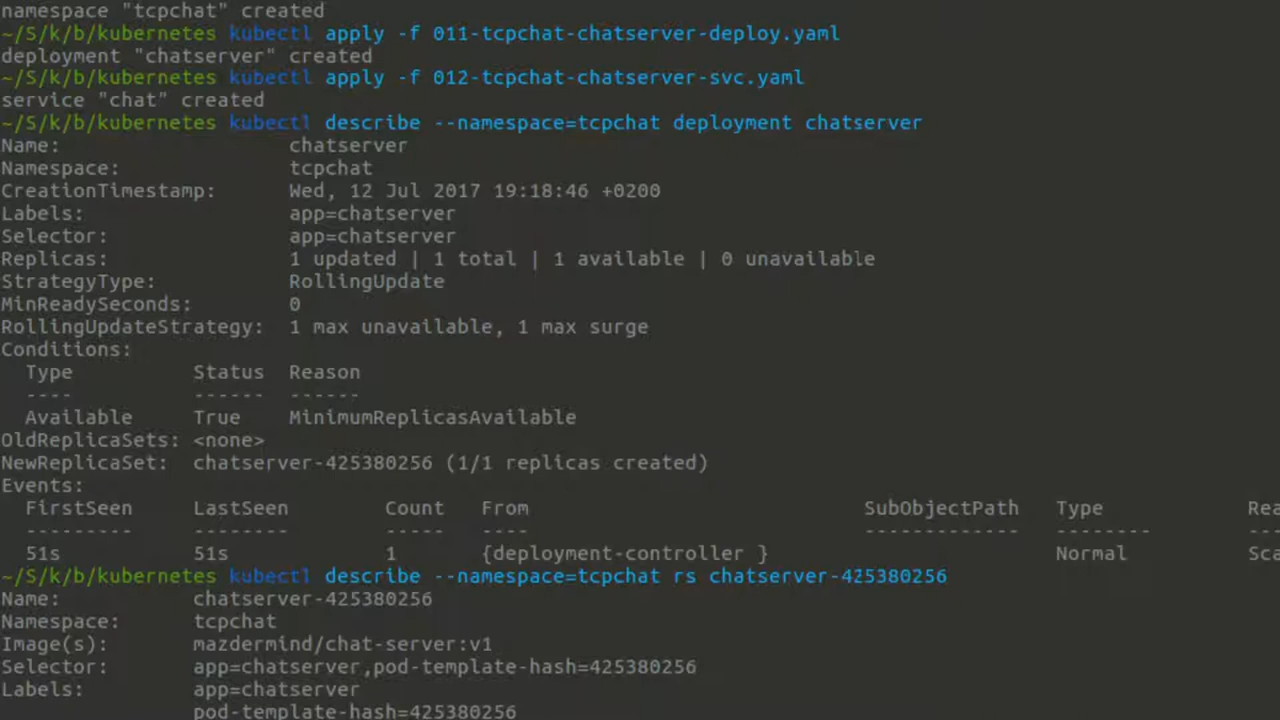 namespace "tcpchat" created
~/S/k/b/kubernetes kubectl apply -f 011-tcpchat-chatserver-deploy.yaml
deployment "chatserver" created
~/S/k/b/kubernetes kubectl apply -f 012-tcpchat-chatserver-svc.yaml
service "chat" created
~/S/k/b/kubernetes kubectl describe --namespace=tcpchat deployment chatserver
Name: chatserver
Namespace: tcpchat
CreationTimestamp: Wed, 12 Jul 2017 19:18:46 +0200
Labels: app=chatserver
Selector: app=chatserver
Replicas: 1 updated | 1 total | 1 available | 0 unavailable
StrategyType: RollingUpdate
MinReadySeconds: 0
RollingUpdateStrategy: 1 max unavailable, 1 max surge
Conditions:
Type Status Reason
---- ------ ------
Available True MinimumReplicasAvailable
OldReplicaSets: <none>
NewReplicaSet: chatserver-425380256 (1/1 replicas created)
Events:
FirstSeen LastSeen Count From SubObjectPath Type Rea
--------- -------- ----- ---- ------------- -------- ---
51s 51s 1 {deployment-controller } Normal Sca
~/S/k/b/kubernetes kubectl describe --namespace=tcpchat rs chatserver-425380256
Name: chatserver-425380256
Namespace: tcpchat
Image(s): mazdermind/chat-server:v1
Selector: app=chatserver,pod-template-hash=425380256
Labels: app=chatserver
pod-template-hash=425380256